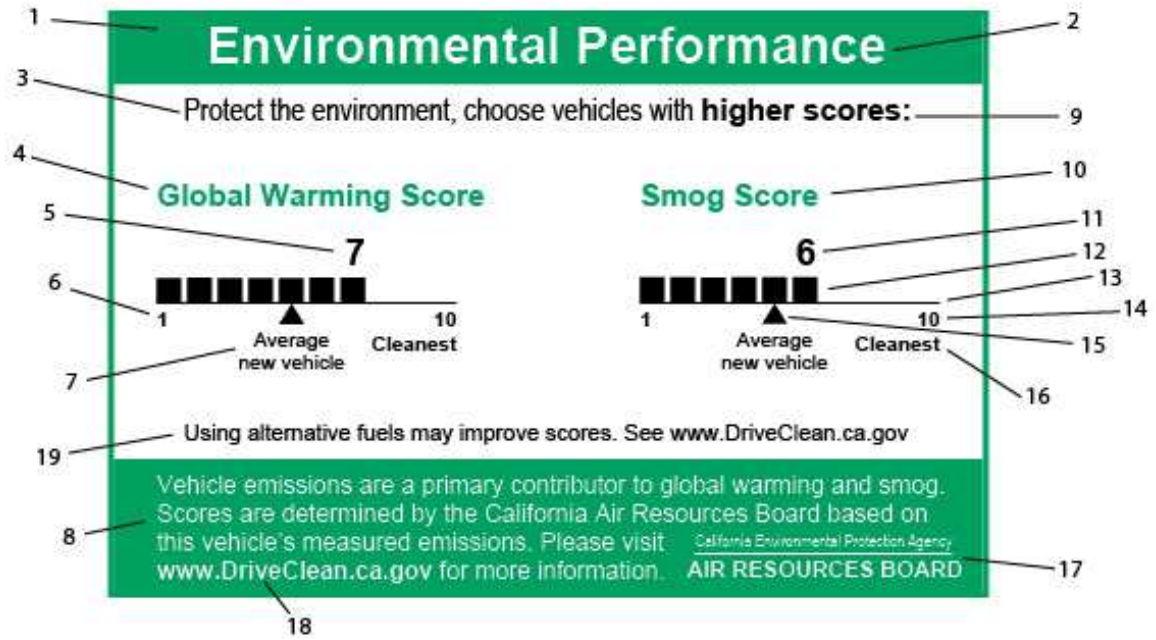 1
Environmental Performance
2
3
Protect the environment, choose vehicles with higher scores:
9
4
Global Warming Score
Smog Score
10
5
7
6
11
12
6
13
1
10
1
10
14
Average
new vehicle
Cleanest
Average
new vehicle
Cleanest
15
7
16
Using alternative fuels may improve scores. See www.DriveClean.ca.gov
19
Vehicle emissions are a primary contributor to global warming and smog.
Scores are determined by the California Air Resources Board based on
8
this vehicle's measured emissions. Please visit
www.DriveClean.ca.gov for more information.
California Environmental Protection Agency
AIR RESOURCES BOARD
17
18